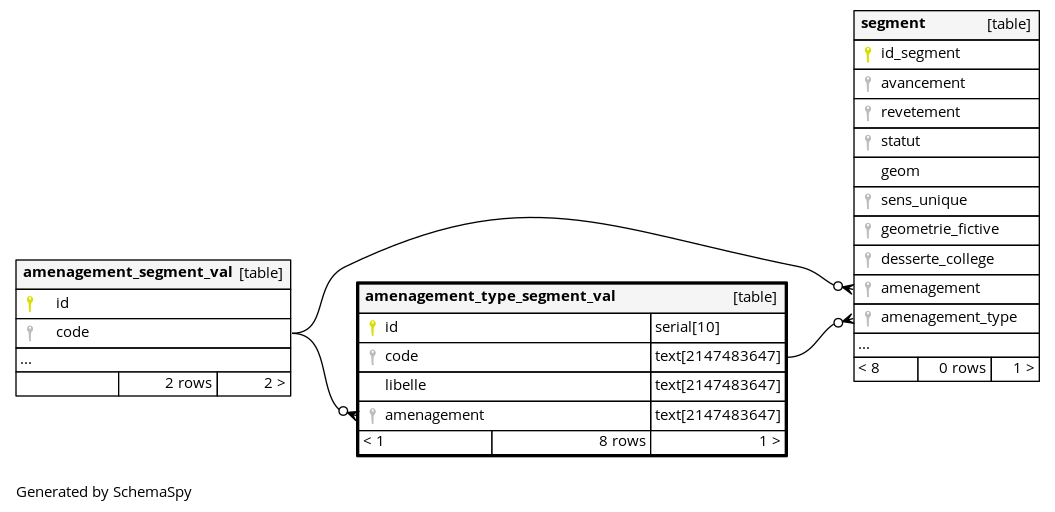 segment [table]
id_segment
avancement
revetement
statut
geom
sens_unique
geometrie_fictive
desserte_college
amenagement
amenagement_type
...
< 8 0 rows 1 >
amenagement_segment_val [table]
id
code
...
2 rows 2 >
amenagement_type_segment_val [table]
id serial[10]
code text[2147483647]
libelle text[2147483647]
amenagement text[2147483647]
< 1 8 rows 1 >
Generated by SchemaSpy